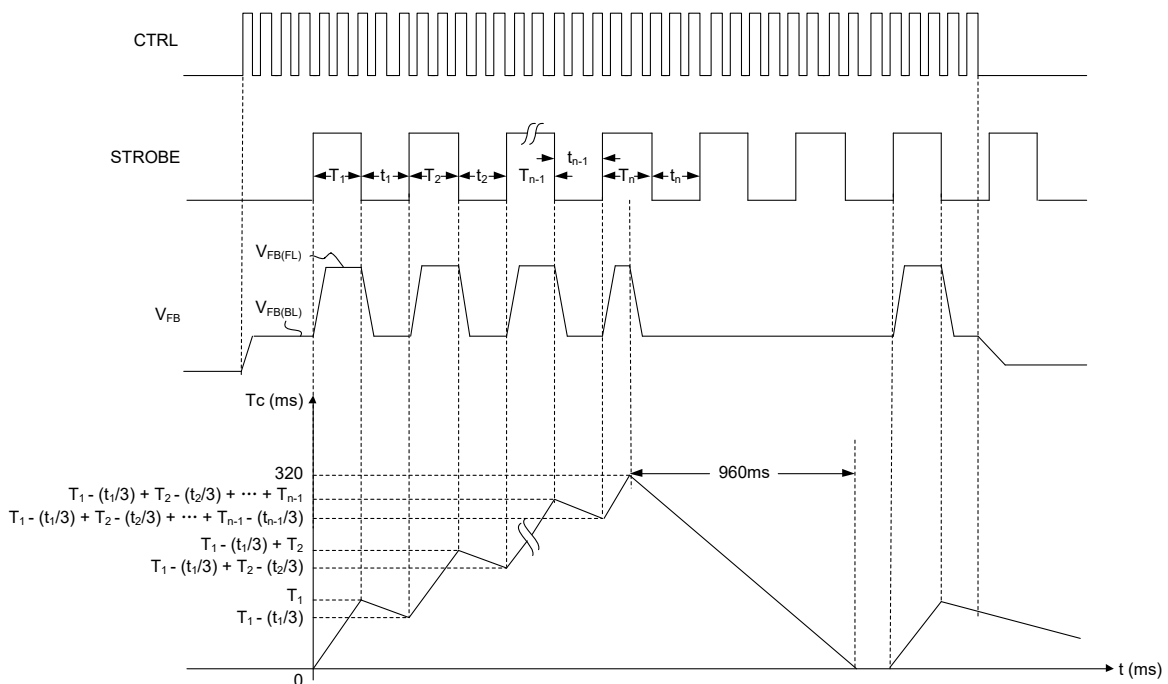 CTRL
STROBE
T1
t1
T2
t2
Tn-1
tn-1
Tn
tn
VFB(FL)
VFB
VFB(BL)
Tc (ms)
320
960ms
T1 - (t1/3) + T2 - (t2/3) + ··· + Tn-1
T1 - (t1/3) + T2 - (t2/3) + ··· + Tn-1 - (tn-1/3)
T1 - (t1/3) + T2
T1 - (t1/3) + T2 - (t2/3)
T1
T1 - (t1/3)
0
t (ms)